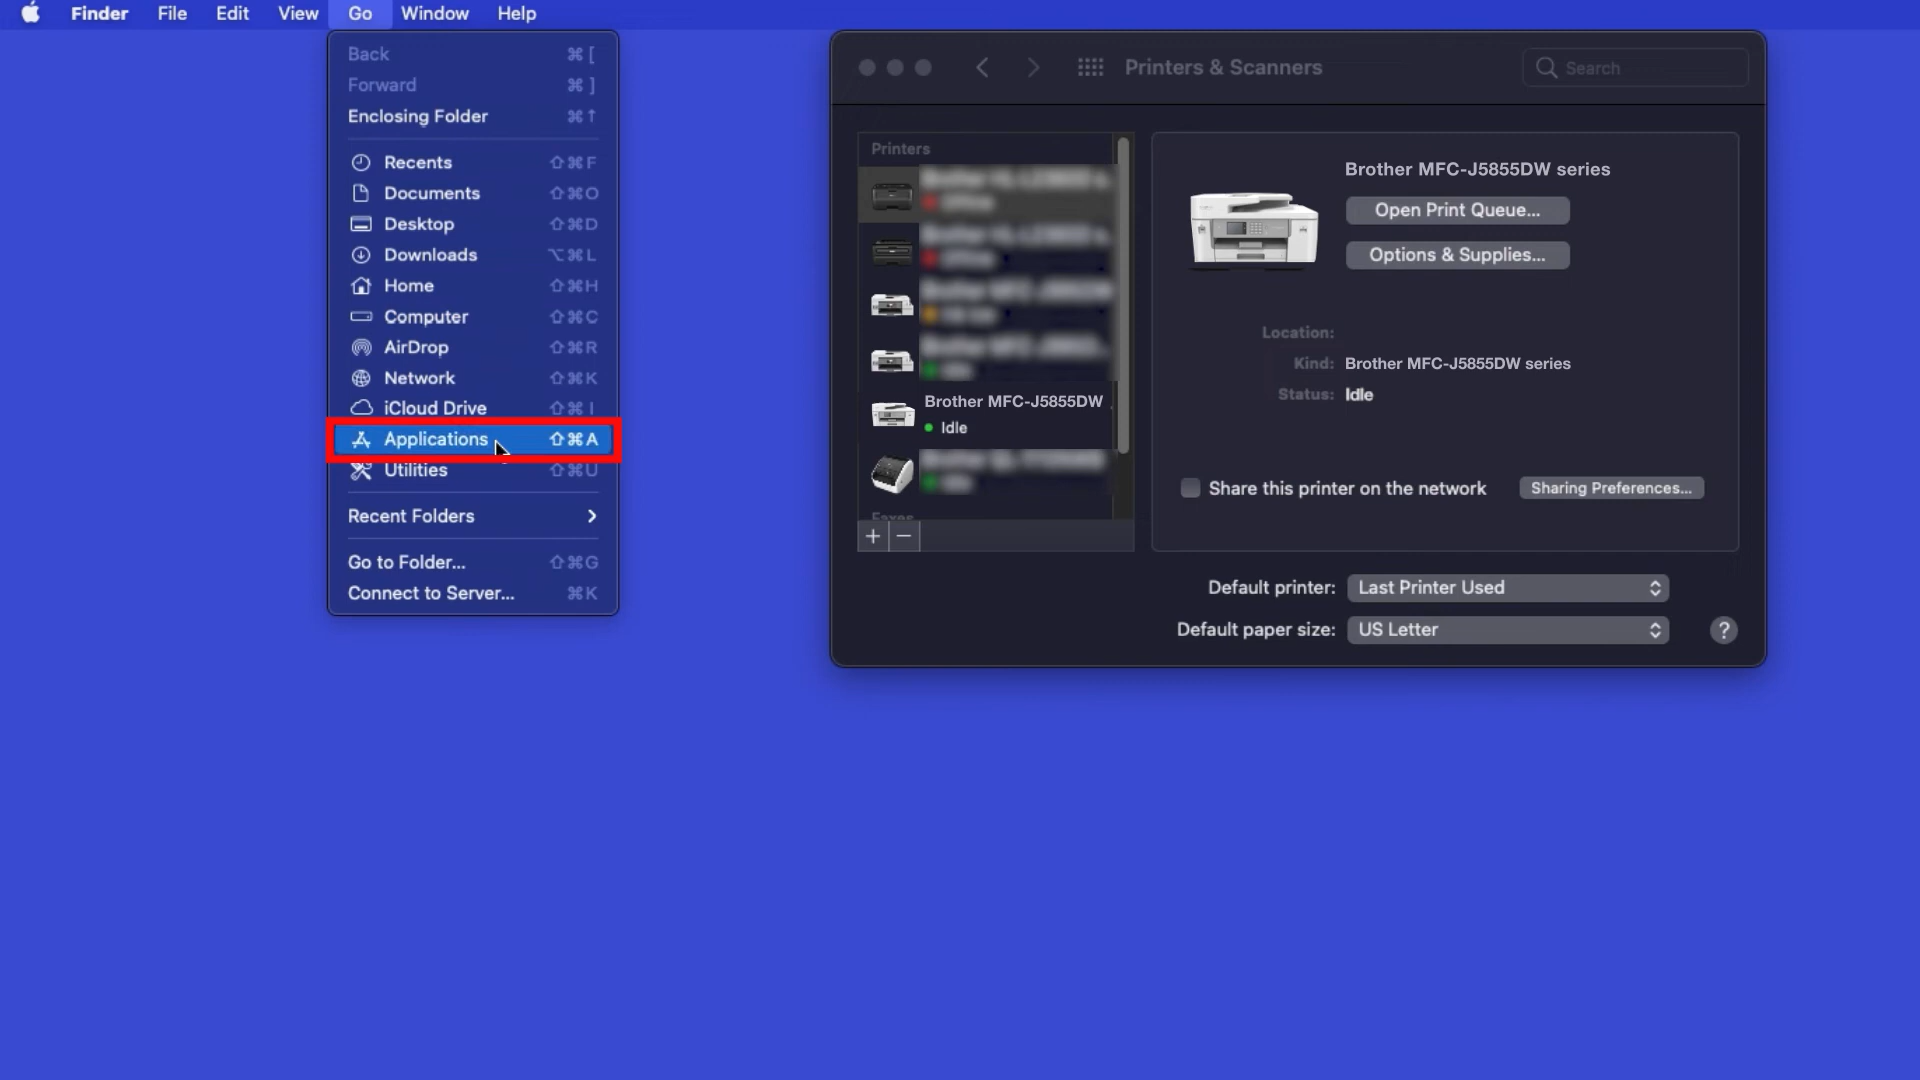 Finder File Edit View Go Window Help
Back ⌘ [
Forward ⌘ ]
Enclosing Folder ⌘↑
Recents ⇧⌘F
Documents ⇧⌘O
Desktop ⇧⌘D
Downloads ⌥⌘L
Home ⇧⌘H
Computer ⇧⌘C
AirDrop ⇧⌘R
Network ⇧⌘K
iCloud Drive ⇧⌘I
Applications ⇧⌘A
Utilities ⇧⌘U
Recent Folders
Go to Folder... ⇧⌘G
Connect to Server... ⌘K
Printers & Scanners
Search
Printers
Brother MFC-J5855DW
Idle
Faxes
+ −
Brother MFC-J5855DW series
Open Print Queue...
Options & Supplies...
Location:
Kind: Brother MFC-J5855DW series
Status: Idle
Share this printer on the network
Sharing Preferences...
Default printer: Last Printer Used
Default paper size: US Letter
?